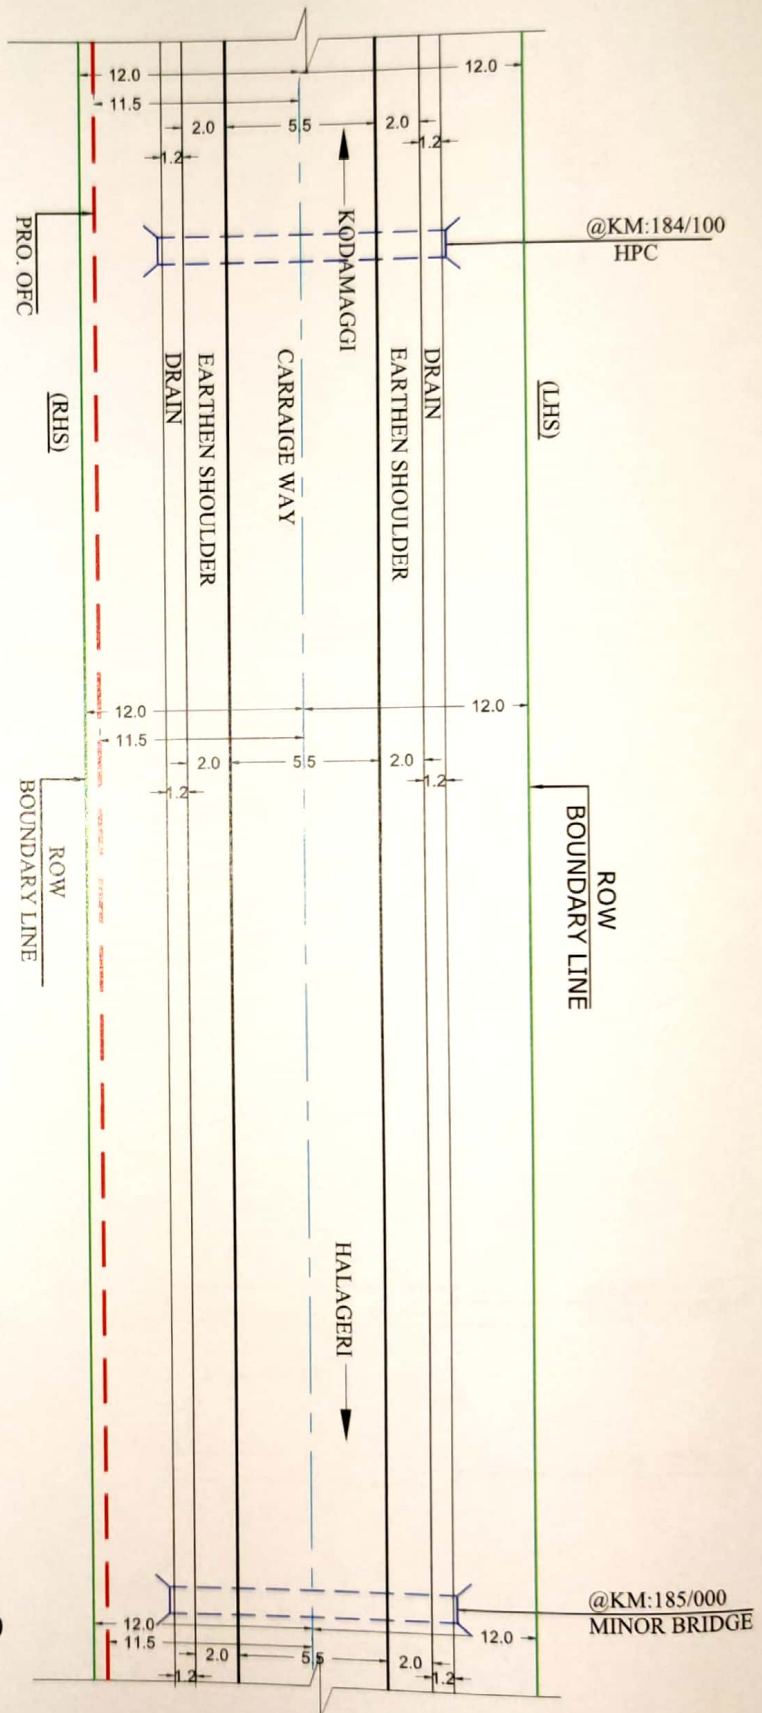 12.0
12.0
11.5
2.0
5.5
2.0
1.2
1.2
@KM:184/100
HPC
KODAMAGGI
PRO. OFC
(RHS)
DRAIN
EARTHEN SHOULDER
CARRAIGE WAY
EARTHEN SHOULDER
DRAIN
(LHS)
12.0
12.0
11.5
2.0
5.5
2.0
1.2
1.2
ROW
BOUNDARY LINE
ROW
BOUNDARY LINE
HALAGERI
@KM:185/000
MINOR BRIDGE
12.0
12.0
11.5
2.0
5.5
2.0
1.2
1.2